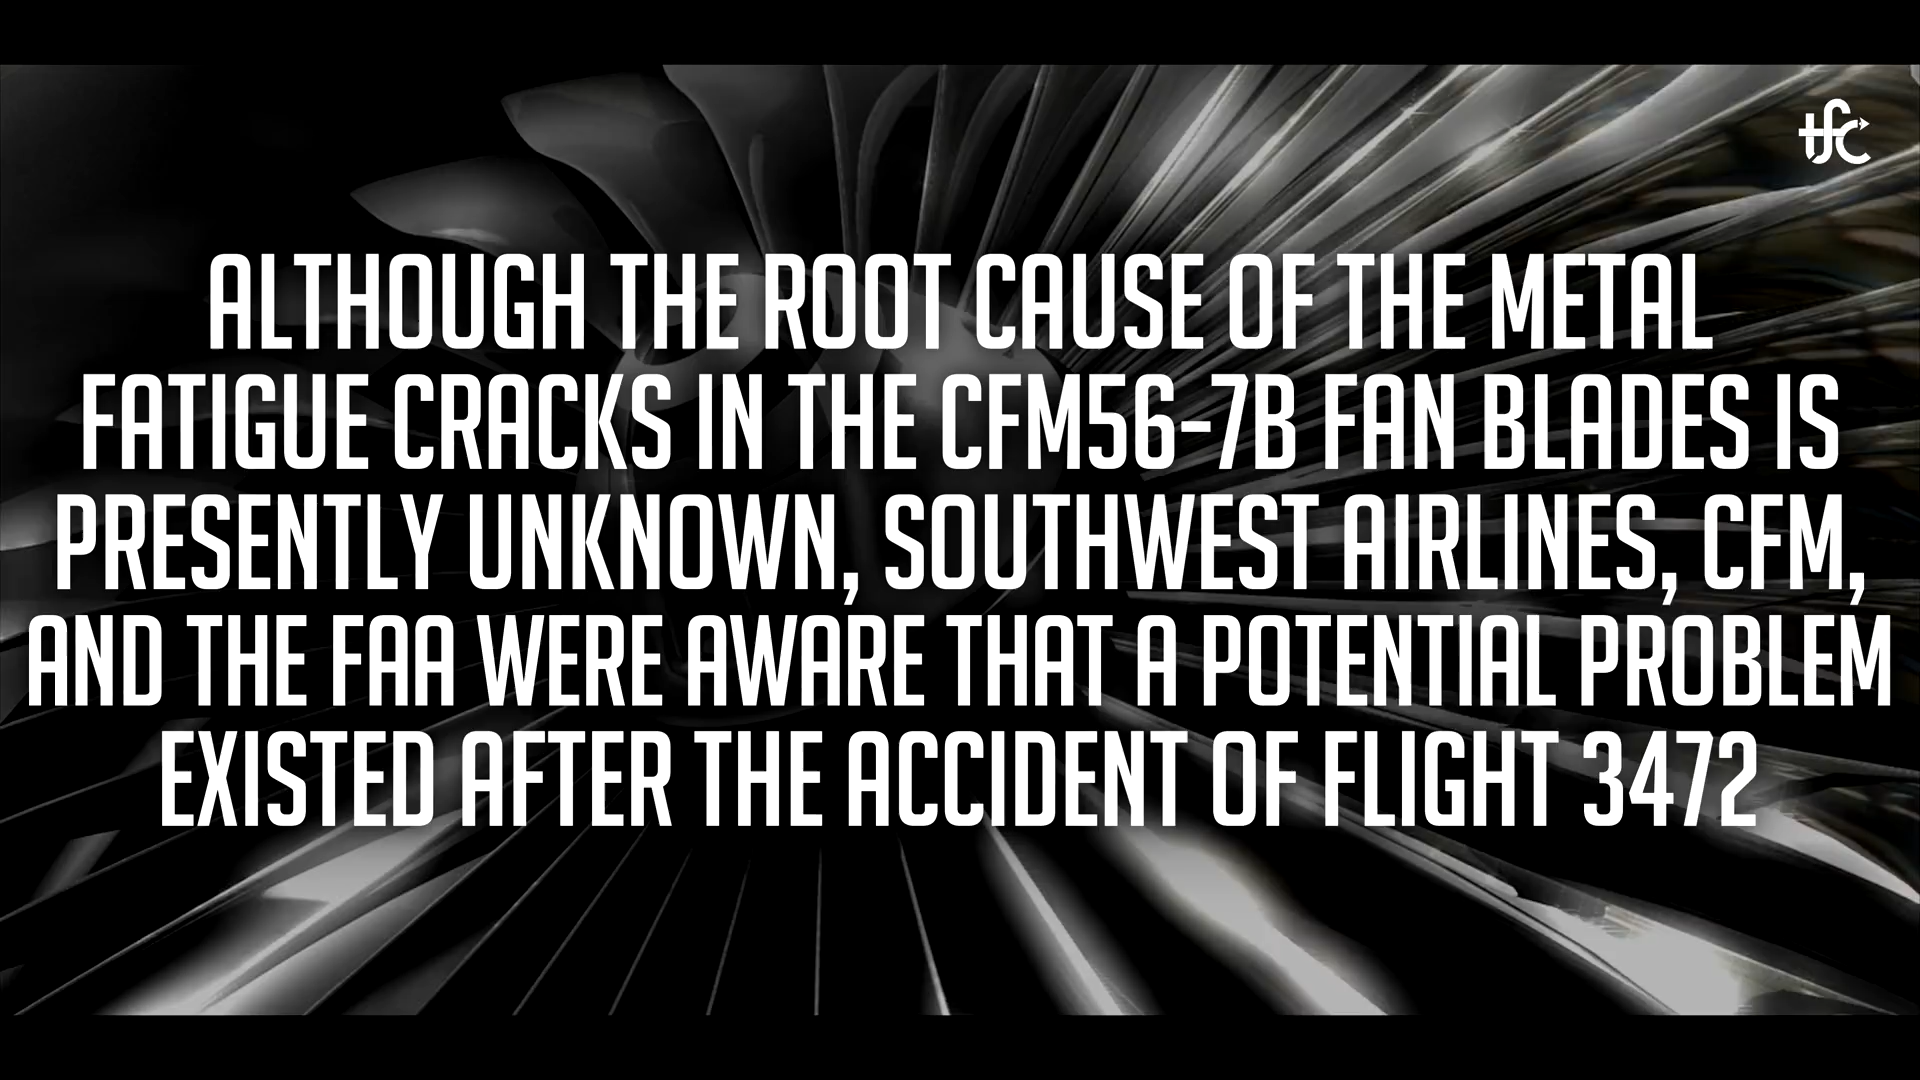 tfc
ALTHOUGH THE ROOT CAUSE OF THE METAL
FATIGUE CRACKS IN THE CFM56-7B FAN BLADES IS
PRESENTLY UNKNOWN, SOUTHWEST AIRLINES, CFM,
AND THE FAA WERE AWARE THAT A POTENTIAL PROBLEM
EXISTED AFTER THE ACCIDENT OF FLIGHT 3472